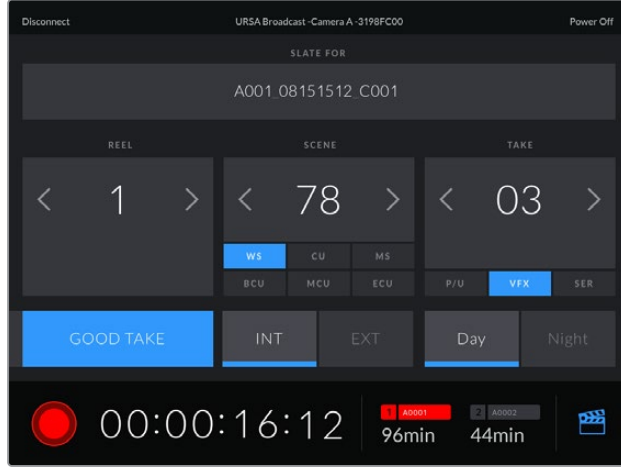 Disconnect URSA Broadcast -Camera A -3198FC00 Power Off
SLATE FOR
A001_08151512_C001
REEL SCENE TAKE
< 1 > < 78 > < 03 >
WS CU MS
BCU MCU ECU P/U VFX SER
GOOD TAKE INT EXT Day Night
00:00:16:12 1 A0001 2 A0002
96min 44min